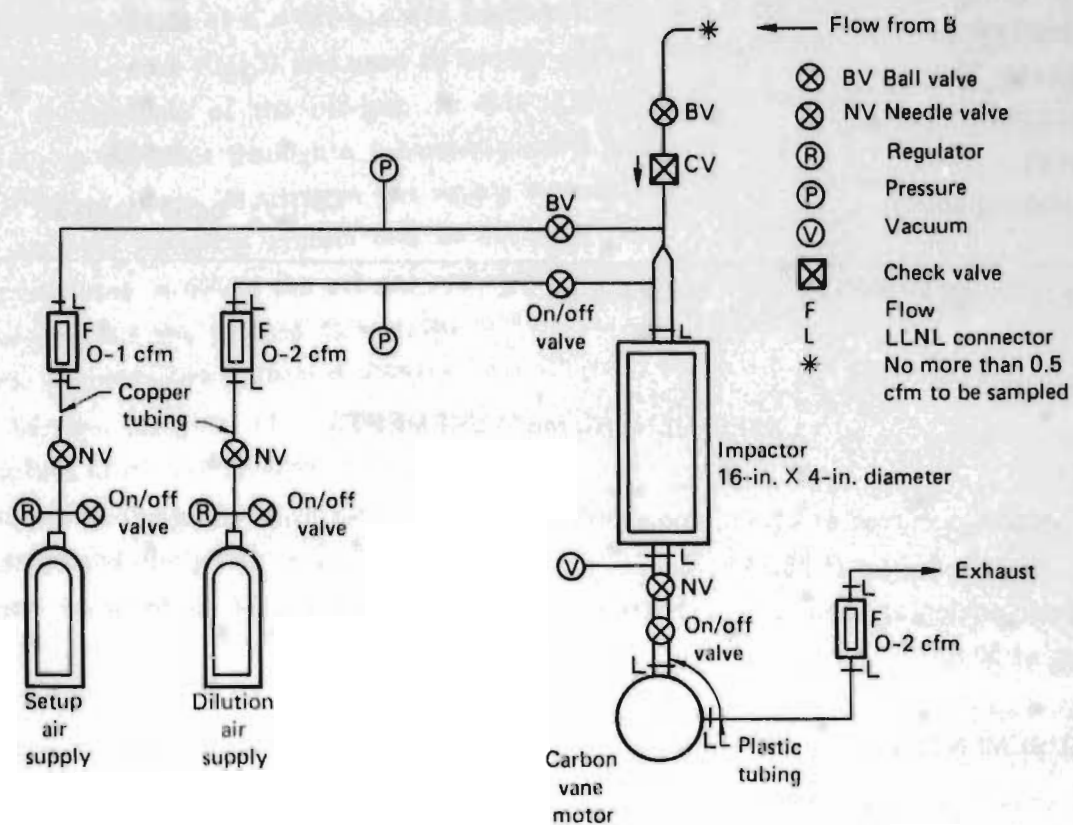 Flow from B
BV Ball valve
NV Needle valve
R Regulator
P Pressure
V Vacuum
Check valve
F Flow
L LLNL connector
* No more than 0.5
cfm to be sampled
BV
CV
P
BV
On/off
valve
P
L
F
O-1 cfm
L
L
F
O-2 cfm
L
Copper
tubing
NV
NV
R
On/off
valve
R
On/off
valve
Setup
air
supply
Dilution
air
supply
L
Impactor
16-in. X 4-in. diameter
L
V
NV
On/off
valve
L
L
Plastic
tubing
Carbon
vane
motor
Exhaust
L
F
O-2 cfm
L